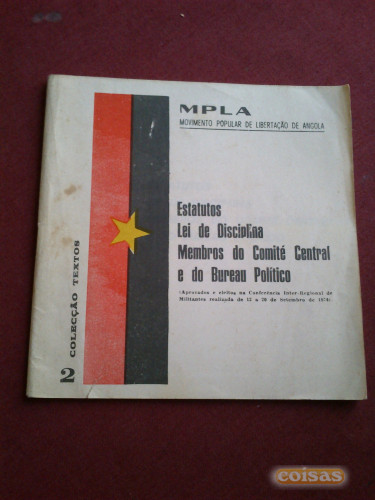 MPLA
MOVIMENTO POPULAR DE LIBERTAÇÃO DE ANGOLA
Estatutos
Lei de Disciplina
Membros do Comité Central
e do Bureau Político
(Aprovados e eleitos na Conferência Inter-Regional de
Militantes realizada de 12 a 20 de Setembro de 1974)
2 COLECÇÃO TEXTOS
coisas